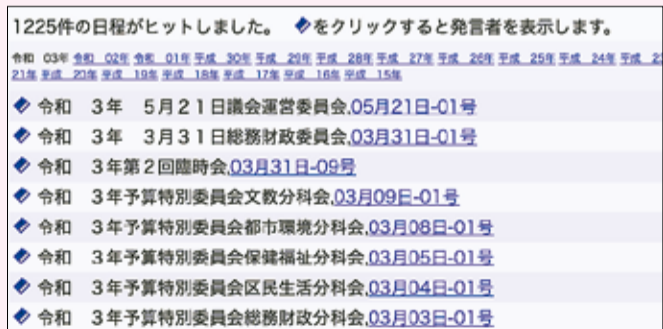 1225件の日程がヒットしました。 ◆をクリックすると発言者を表示します。
令和 03年 令和 02年 令和 01年 平成 30年 平成 29年 平成 28年 平成 27年 平成 26年 平成 25年 平成 24年 平成
21年 平成 20年 平成 19年 平成 18年 平成 17年 平成 16年 平成 15年
令和 3年 5月21日議会運営委員会,05月21日-01号
令和 3年 3月31日総務財政委員会,03月31日-01号
令和 3年第2回臨時会,03月31日-09号
令和 3年予算特別委員会文教分科会,03月09日-01号
令和 3年予算特別委員会都市環境分科会,03月08日-01号
令和 3年予算特別委員会保健福祉分科会,03月05日-01号
令和 3年予算特別委員会区民生活分科会,03月04日-01号
令和 3年予算特別委員会総務財政分科会,03月03日-01号